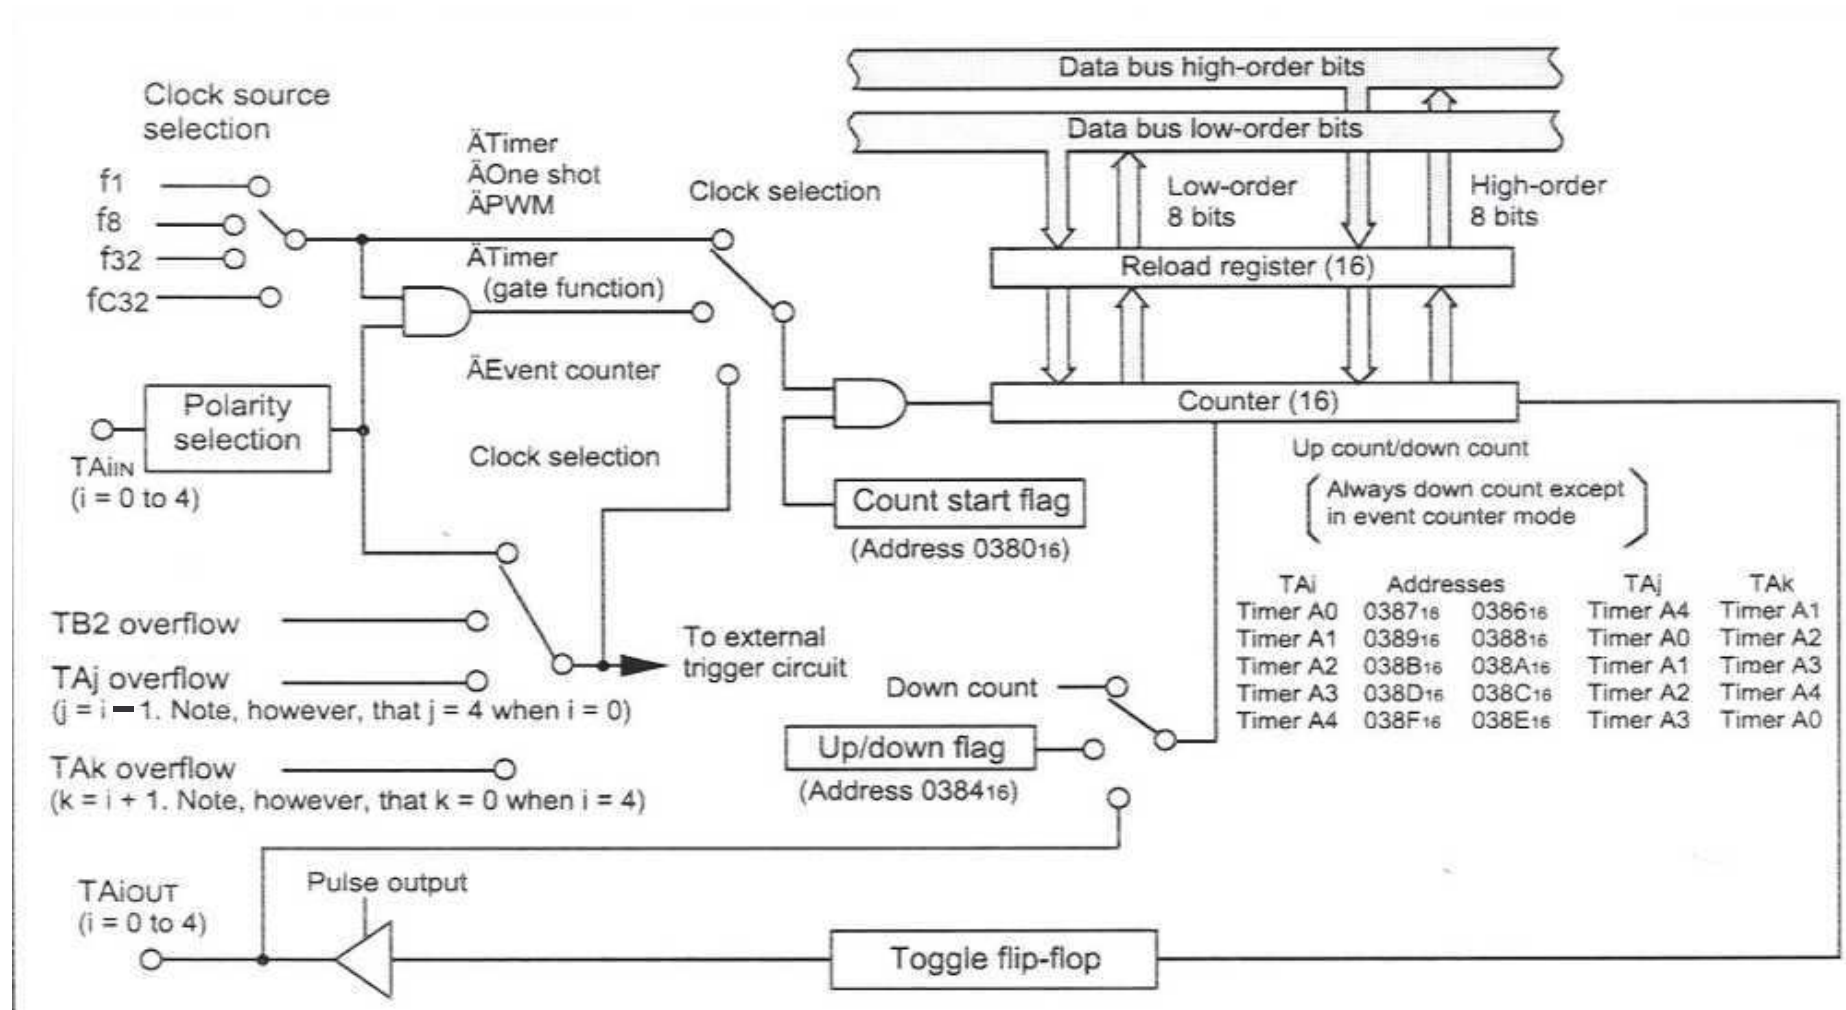 Data bus high-order bits
Data bus low-order bits
Clock source
selection
f1
f8
f32
fC32
ÄTimer
ÄOne shot
ÄPWM
Clock selection
Low-order
8 bits
High-order
8 bits
ÄTimer
(gate function)
Reload register (16)
ÄEvent counter
Polarity
selection
TAiIN
(i = 0 to 4)
Clock selection
Counter (16)
Up count/down count
Always down count except
in event counter mode
Count start flag
(Address 038016)
TAi Addresses TAj TAk
Timer A0 038716 038616 Timer A4 Timer A1
Timer A1 038916 038816 Timer A0 Timer A2
Timer A2 038B16 038A16 Timer A1 Timer A3
Timer A3 038D16 038C16 Timer A2 Timer A4
Timer A4 038F16 038E16 Timer A3 Timer A0
TB2 overflow
To external
trigger circuit
TAj overflow
(j = i – 1. Note, however, that j = 4 when i = 0)
Down count
Up/down flag
(Address 038416)
TAk overflow
(k = i + 1. Note, however, that k = 0 when i = 4)
Pulse output
TAiOUT
(i = 0 to 4)
Toggle flip-flop